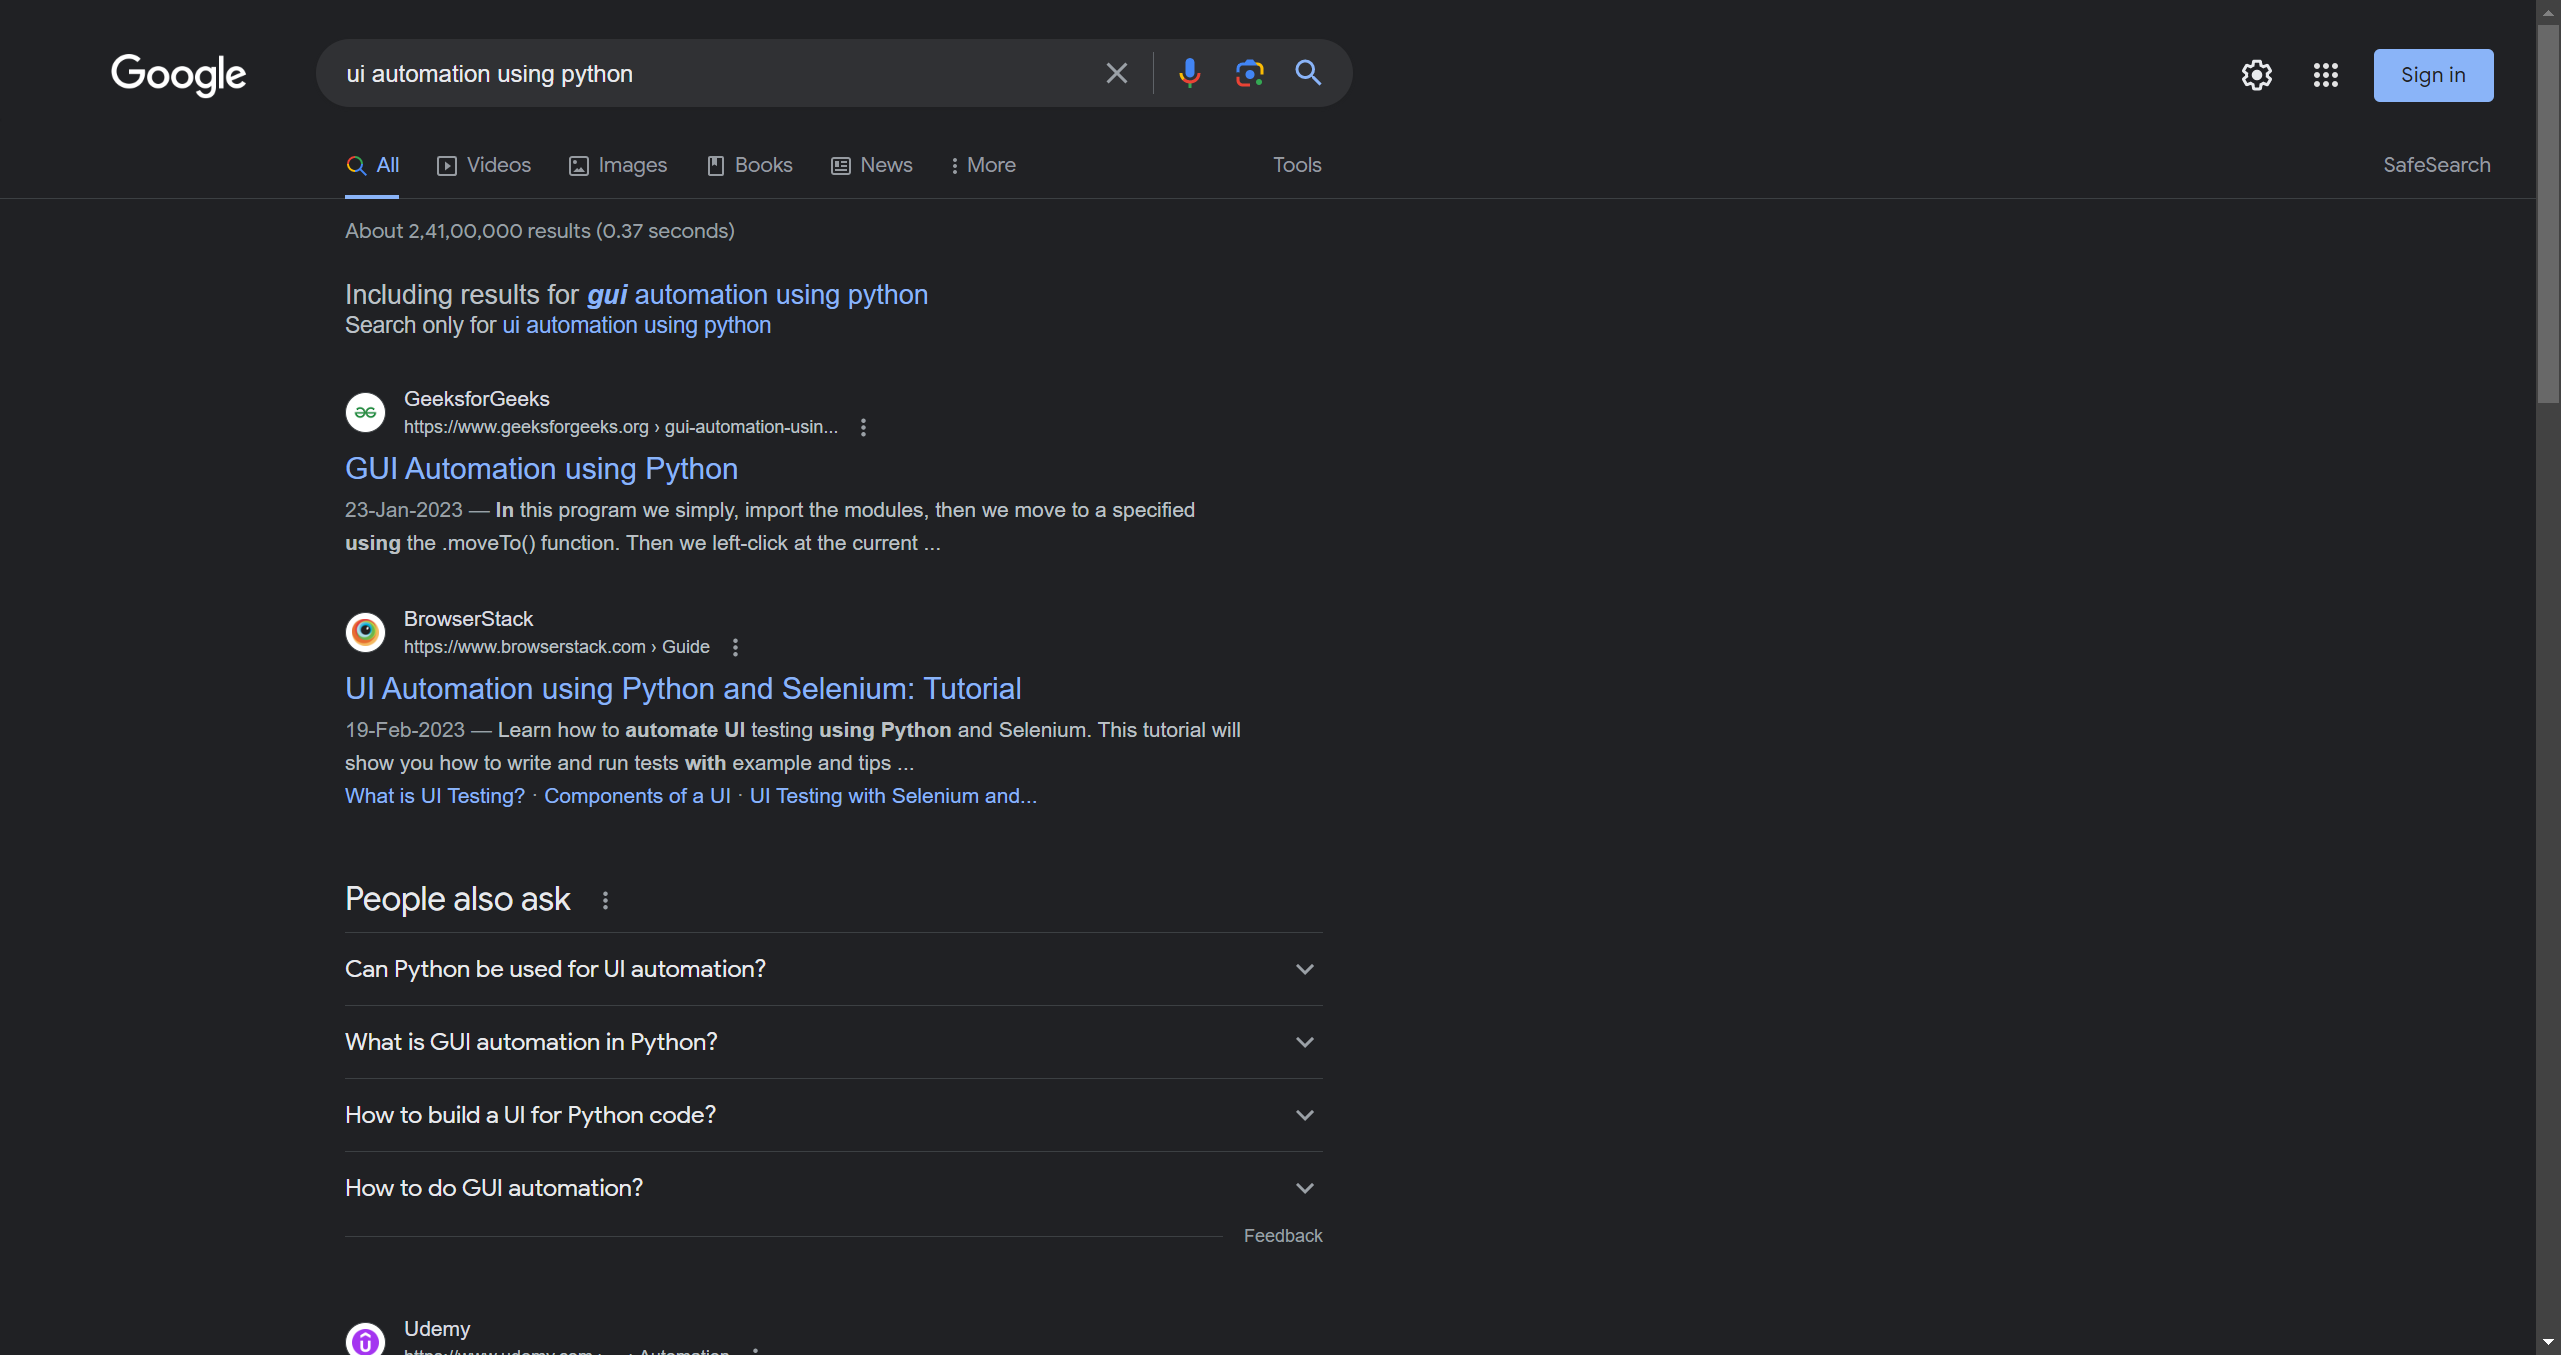 Google
ui automation using python
Sign in
All
Videos
Images
Books
News
More
Tools
SafeSearch
About 2,41,00,000 results (0.37 seconds)
Including results for gui automation using python
Search only for ui automation using python
GeeksforGeeks
https://www.geeksforgeeks.org › gui-automation-usin...
GUI Automation using Python
23-Jan-2023 — In this program we simply, import the modules, then we move to a specified
using the .moveTo() function. Then we left-click at the current ...
BrowserStack
https://www.browserstack.com › Guide
UI Automation using Python and Selenium: Tutorial
19-Feb-2023 — Learn how to automate UI testing using Python and Selenium. This tutorial will
show you how to write and run tests with example and tips ...
What is UI Testing? · Components of a UI · UI Testing with Selenium and...
People also ask
Can Python be used for UI automation?
What is GUI automation in Python?
How to build a UI for Python code?
How to do GUI automation?
Feedback
Udemy
https://www.udemy.com › ... › Automation